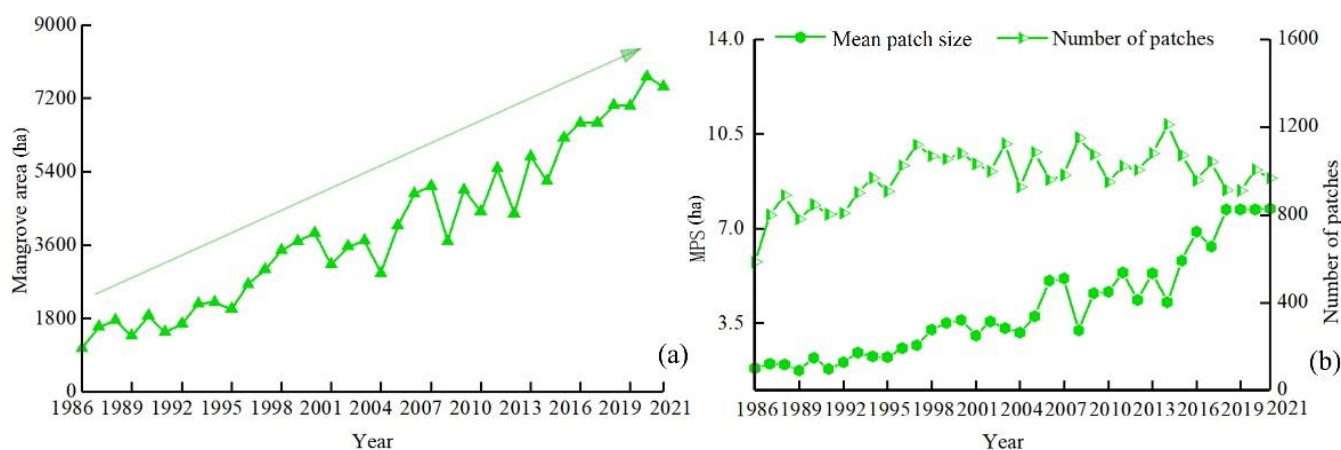 9000
7200
5400
3600
1800
0
Mangrove area (ha)
1986 1989 1992 1995 1998 2001 2004 2007 2010 2013 2016 2019 2021
Year
(a)
14.0
10.5
7.0
3.5
MPS (ha)
Mean patch size
Number of patches
1600
1200
800
400
0
Number of patches
1986 1989 1992 1995 1998 2001 2004 2007 2010 2013 2016 2019 2021
Year
(b)